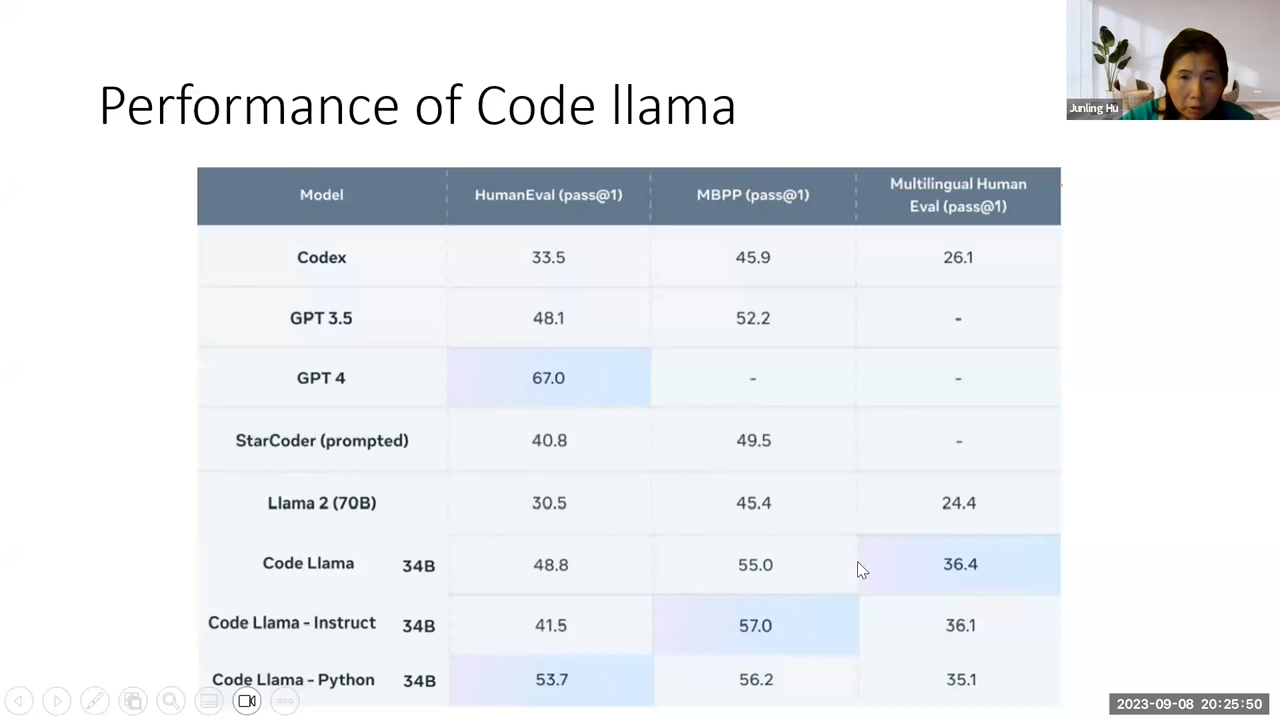 Performance of Code llama
Junling Hu
Model HumanEval (pass@1) MBPP (pass@1) Multilingual Human
Eval (pass@1)
Codex 33.5 45.9 26.1
GPT 3.5 48.1 52.2 -
GPT 4 67.0 - -
StarCoder (prompted) 40.8 49.5 -
Llama 2 (70B) 30.5 45.4 24.4
Code Llama 34B 48.8 55.0 36.4
Code Llama - Instruct 34B 41.5 57.0 36.1
Code Llama - Python 34B 53.7 56.2 35.1
2023-09-08 20:25:50